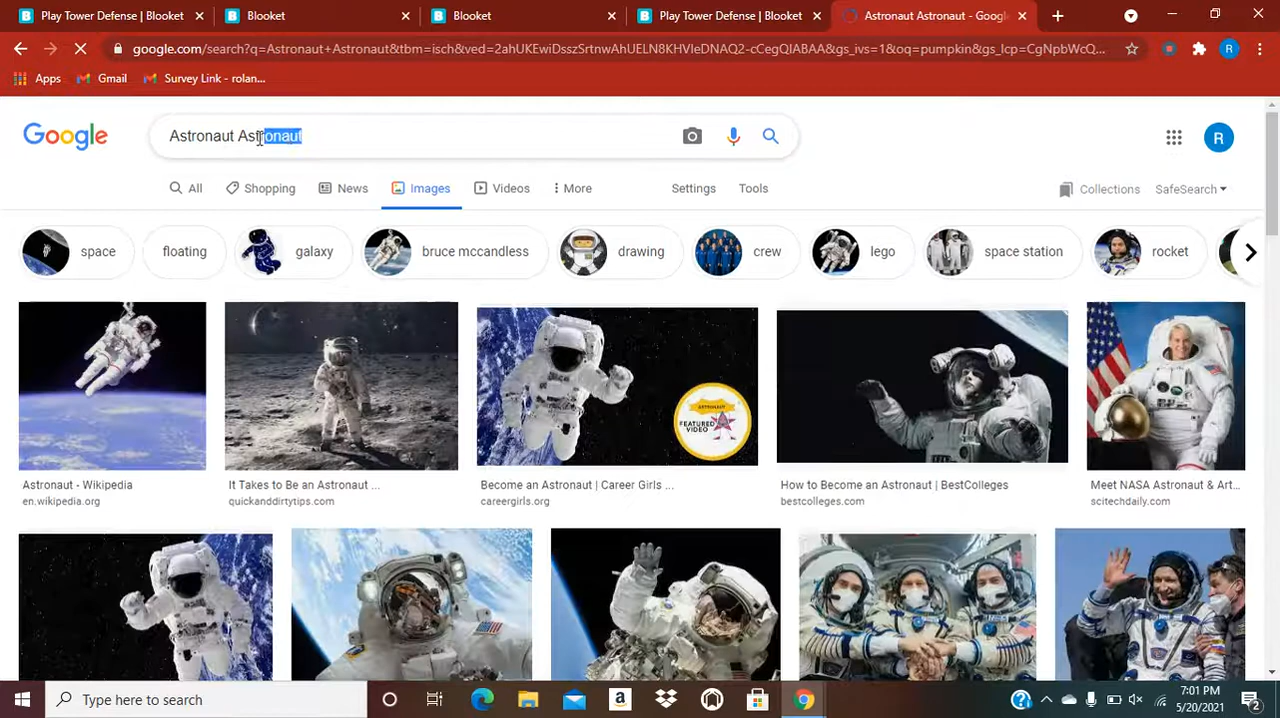 Play Tower Defense | Blooket
Blooket
Blooket
Play Tower Defense | Blooket
Astronaut Astronaut - Googl
google.com/search?q=Astronaut+Astronaut&tbm=isch&ved=2ahUKEwiDsszSrtnwAhUELN8KHVIeDNAQ2-cCegQIABAA&gs_ivs=1&oq=pumpkin&gs_lcp=CgNpbWcQ...
R
Apps
Gmail
Survey Link - rolan...
Google
Astronaut Astronaut
R
All
Shopping
News
Images
Videos
More
Settings
Tools
Collections
SafeSearch
space
floating
galaxy
bruce mccandless
drawing
crew
lego
space station
rocket
ASTRONAUT
FEATURED
VIDEO
Astronaut - Wikipedia
en.wikipedia.org
It Takes to Be an Astronaut ...
quickanddirtytips.com
Become an Astronaut | Career Girls ...
careergirls.org
How to Become an Astronaut | BestColleges
bestcolleges.com
Meet NASA Astronaut & Art...
scitechdaily.com
Type here to search
7:01 PM
5/20/2021
2